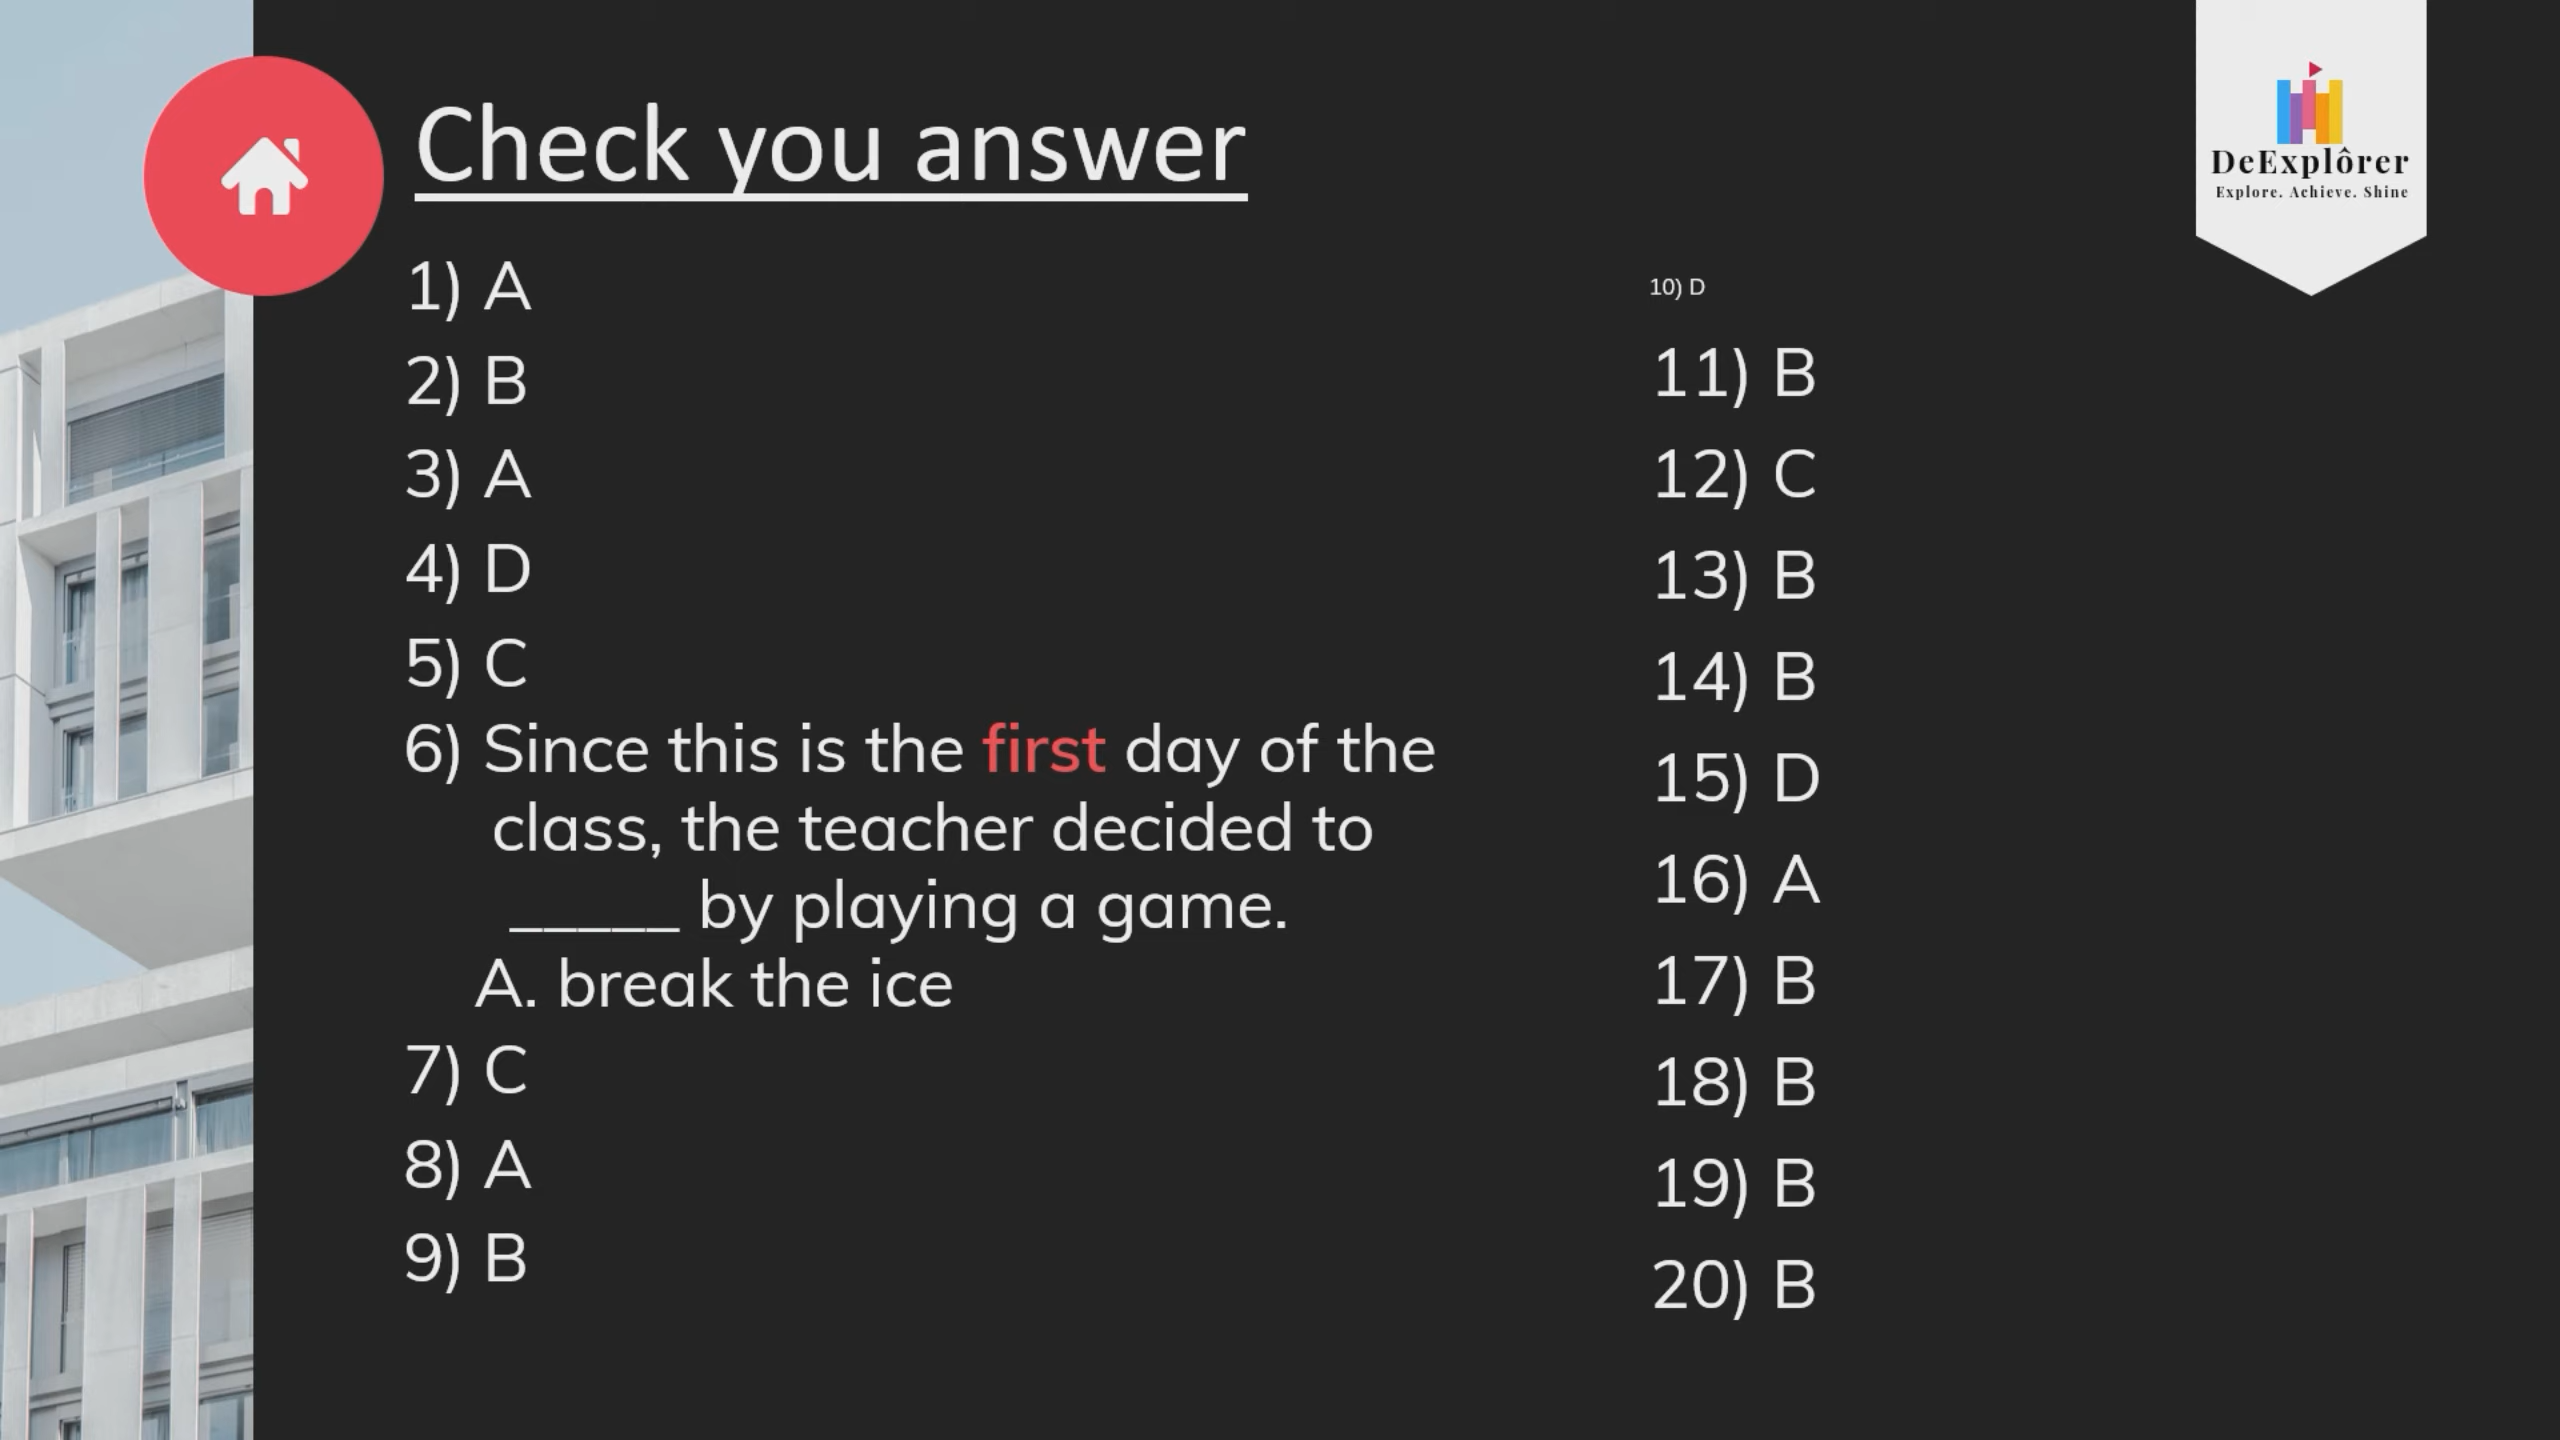 Check you answer
DeExplôrer
Explore. Achieve. Shine
1) A
2) B
3) A
4) D
5) C
6) Since this is the first day of the
class, the teacher decided to
_____ by playing a game.
A. break the ice
7) C
8) A
9) B
10) D
11) B
12) C
13) B
14) B
15) D
16) A
17) B
18) B
19) B
20) B